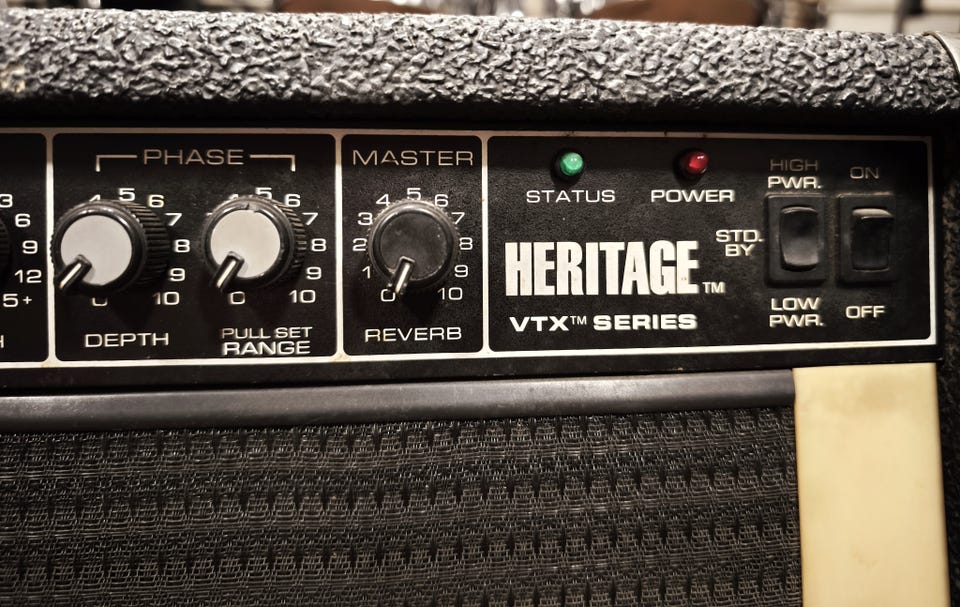 PHASE
4 5 6
7
8
9
0 10
DEPTH
4 5 6
7
8
9
0 10
PULL SET
RANGE
MASTER
4 5 6
3 7
2 8
1 9
0 10
REVERB
STATUS
POWER
HERITAGE™
VTX™ SERIES
HIGH
PWR.
STD.
BY
LOW
PWR.
ON
OFF
3
6
9
12
5+
H